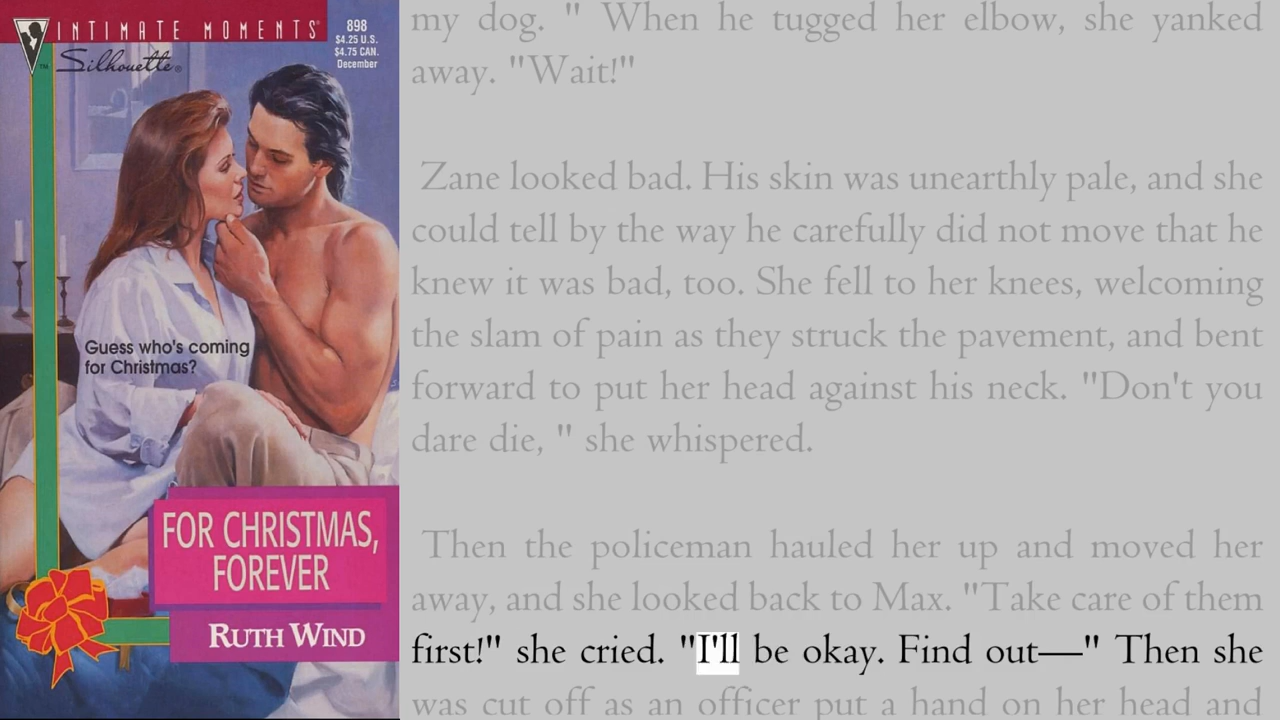 INTIMATE MOMENTS®
Silhouette®
TM
898
$4.25 U.S.
$4.75 CAN.
December
Guess who's coming
for Christmas?
FOR CHRISTMAS,
FOREVER
RUTH WIND
my dog. " When he tugged her elbow, she yanked
away. "Wait!"
Zane looked bad. His skin was unearthly pale, and she
could tell by the way he carefully did not move that he
knew it was bad, too. She fell to her knees, welcoming
the slam of pain as they struck the pavement, and bent
forward to put her head against his neck. "Don't you
dare die, " she whispered.
Then the policeman hauled her up and moved her
away, and she looked back to Max. "Take care of them
first!" she cried. "I'll be okay. Find out—" Then she
was cut off as an officer put a hand on her head and